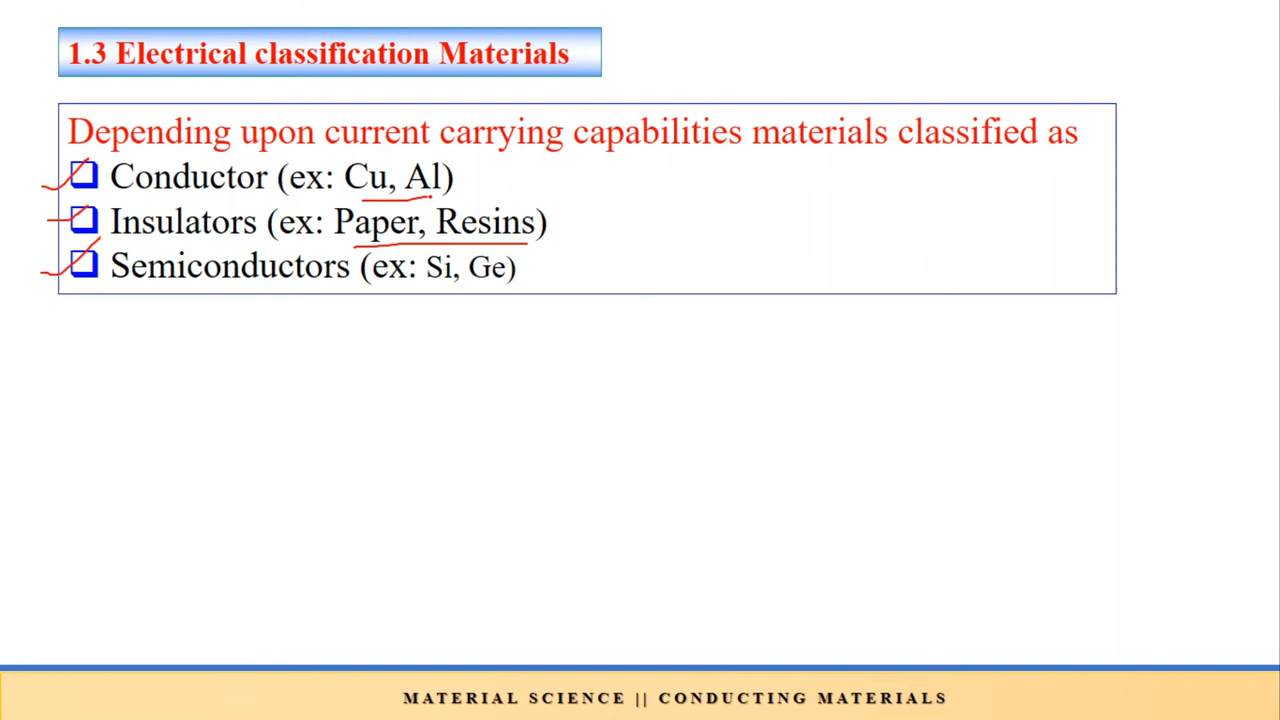 1.3 Electrical classification Materials
Depending upon current carrying capabilities materials classified as
Conductor (ex: Cu, Al)
Insulators (ex: Paper, Resins)
Semiconductors (ex: Si, Ge)
MATERIAL SCIENCE || CONDUCTING MATERIALS